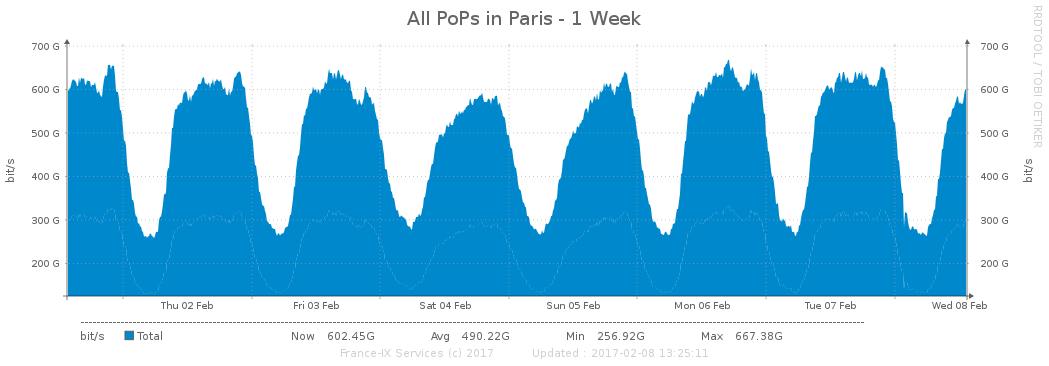 All PoPs in Paris - 1 Week
RRDTOOL / TOBI OETIKER
bit/s
bit/s
700 G 700 G
600 G 600 G
500 G 500 G
400 G 400 G
300 G 300 G
200 G 200 G
Thu 02 Feb Fri 03 Feb Sat 04 Feb Sun 05 Feb Mon 06 Feb Tue 07 Feb Wed 08 Feb
bit/s Total Now 602.45G Avg 490.22G Min 256.92G Max 667.38G
France-IX Services (c) 2017 Updated : 2017-02-08 13:25:11